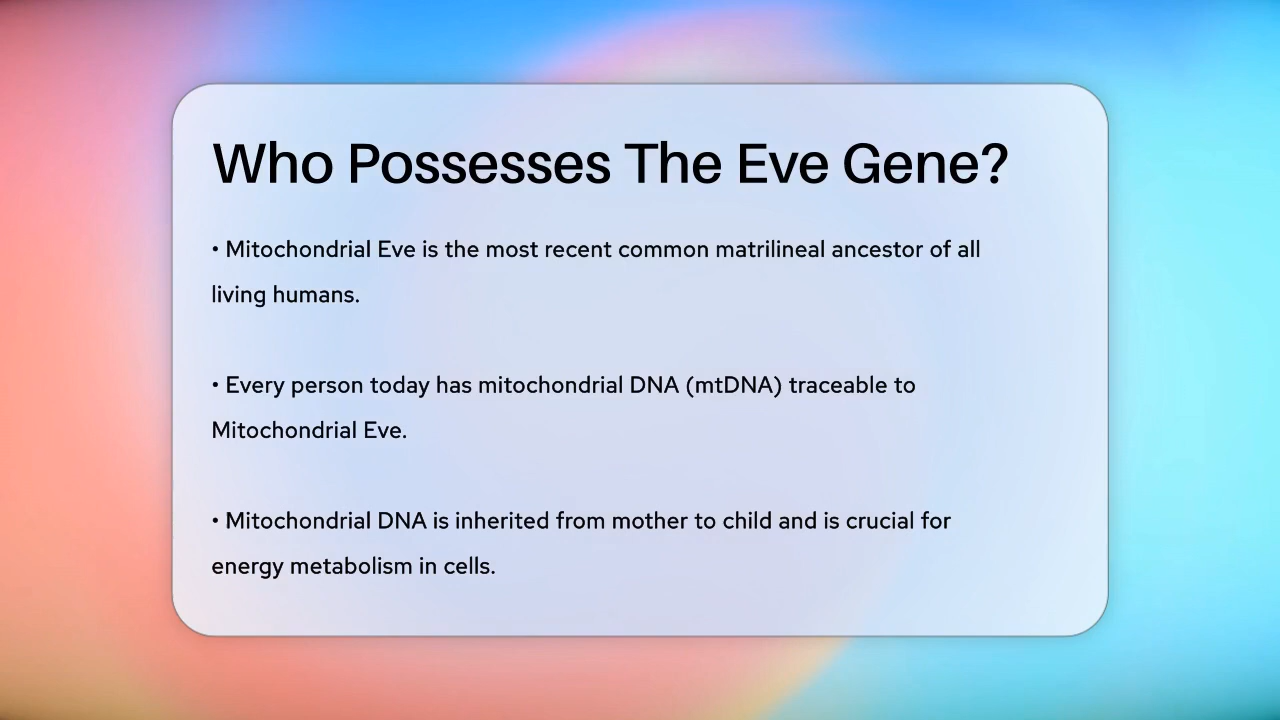 Who Possesses The Eve Gene?
• Mitochondrial Eve is the most recent common matrilineal ancestor of all
living humans.
• Every person today has mitochondrial DNA (mtDNA) traceable to
Mitochondrial Eve.
• Mitochondrial DNA is inherited from mother to child and is crucial for
energy metabolism in cells.